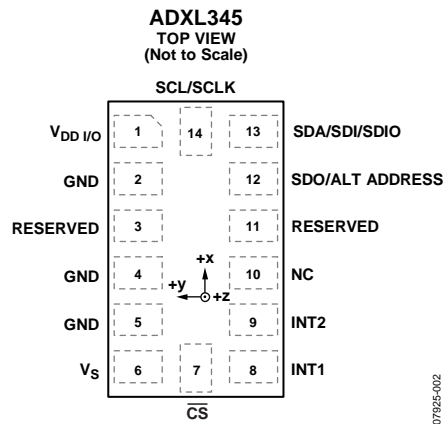 ADXL345
TOP VIEW
(Not to Scale)
SCL/SCLK
VDD I/O 1 14 13 SDA/SDI/SDIO
GND 2 12 SDO/ALT ADDRESS
RESERVED 3 11 RESERVED
+x
GND 4 +y +z 10 NC
GND 5 9 INT2
VS 6 7 8 INT1
CS
07925-002